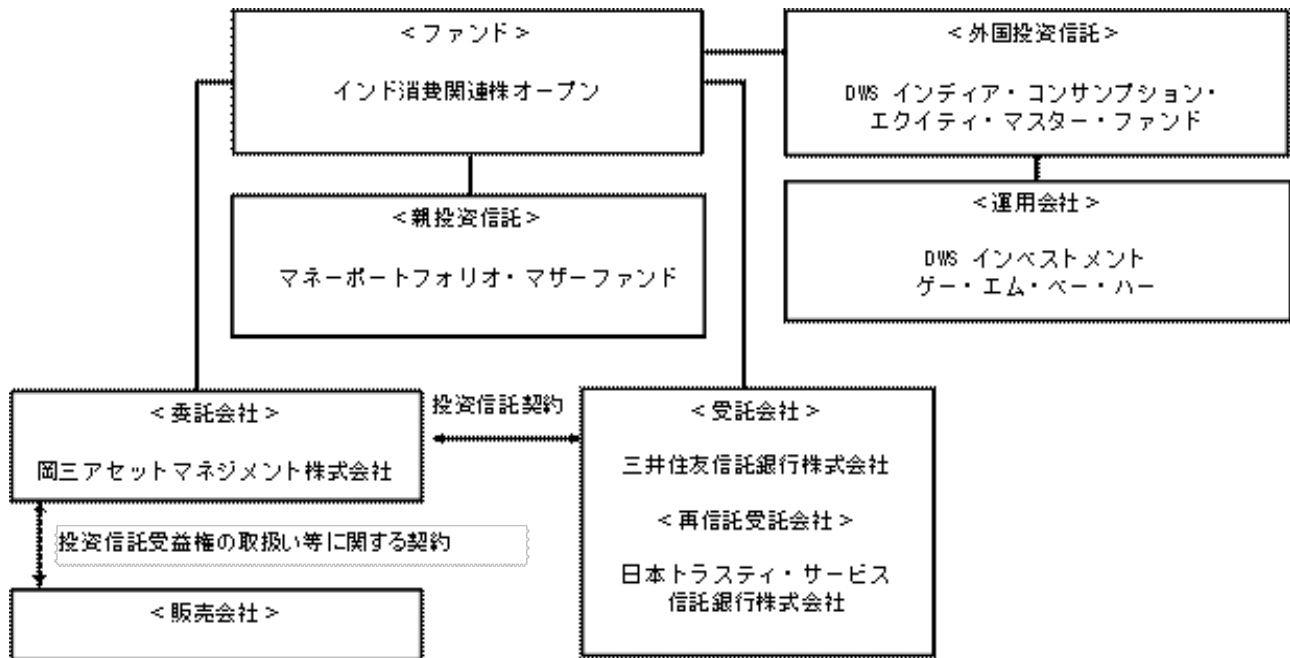 ＜ファンド＞
インド消費関連株オープン
＜外国投資信託＞
DWS インディア・コンサンプション・
エクイティ・マスター・ファンド
＜親投資信託＞
マネーポートフォリオ・マザーファンド
＜運用会社＞
DWS インベストメント
ゲー・エム・ベー・ハー
＜委託会社＞
岡三アセットマネジメント株式会社
投資信託契約
＜受託会社＞
三井住友信託銀行株式会社
＜再信託受託会社＞
日本トラスティ・サービス
信託銀行株式会社
投資信託受益権の取扱い等に関する契約
＜販売会社＞